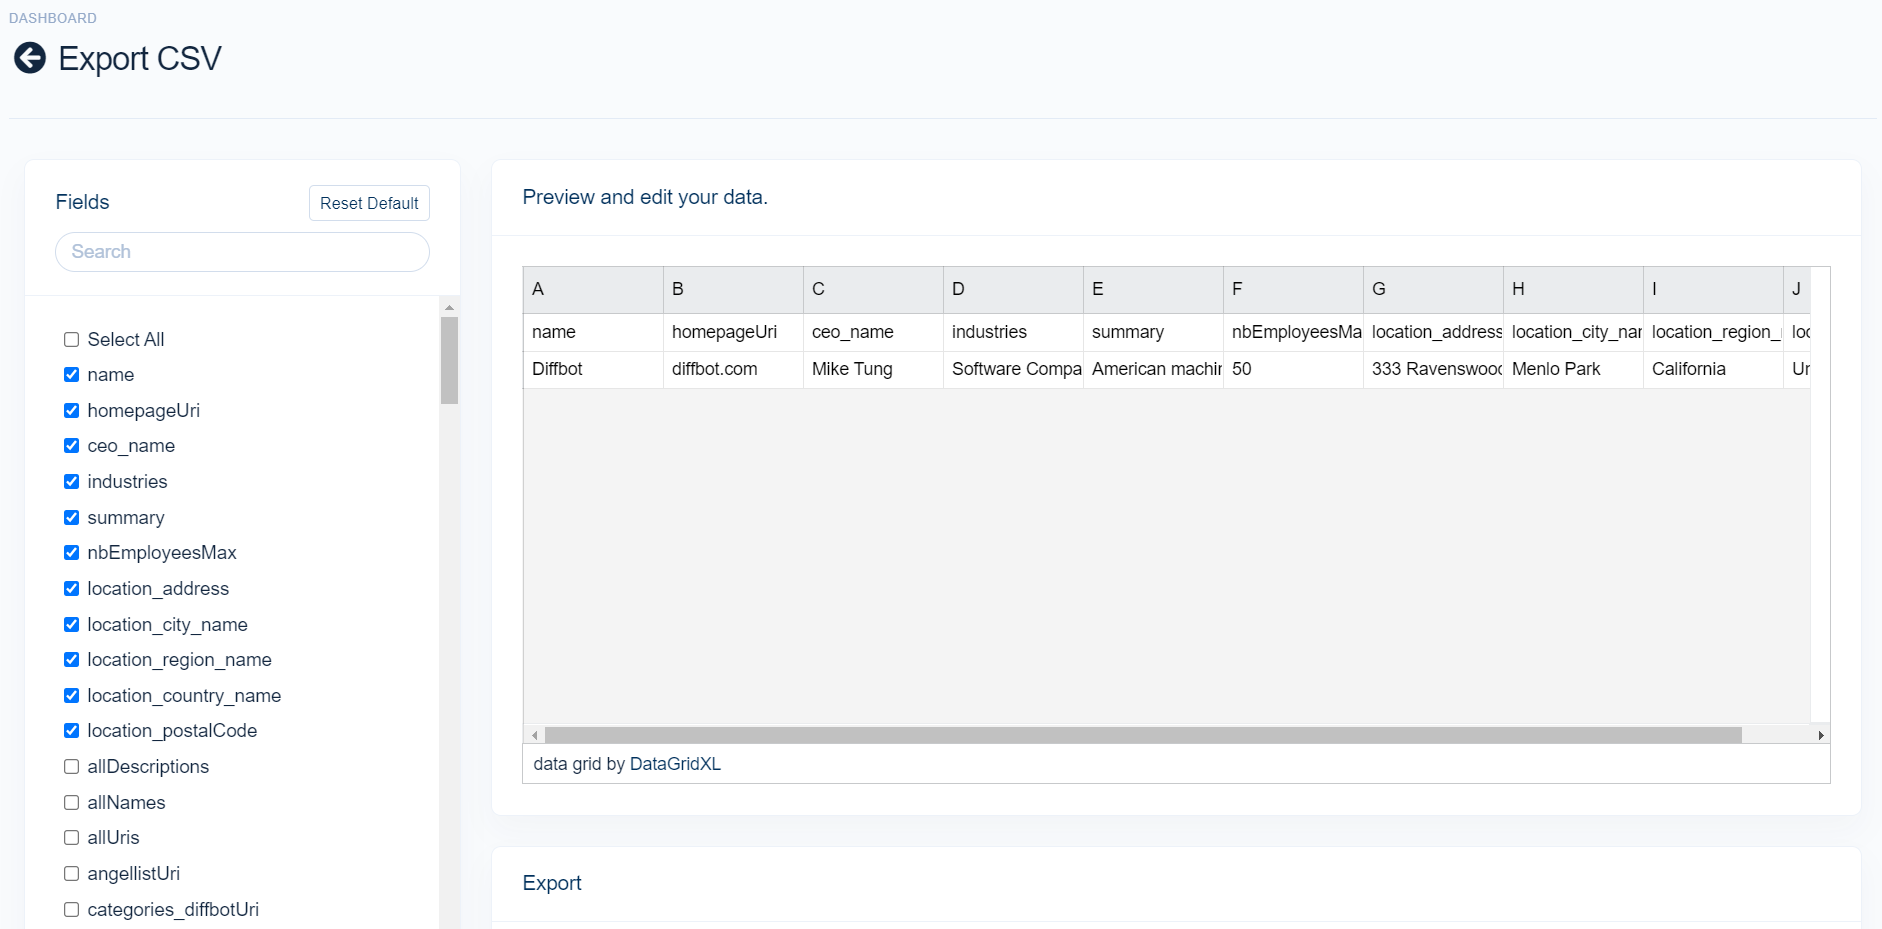 DASHBOARD
Export CSV
Fields
Reset Default
Search
Select All
name
homepageUri
ceo_name
industries
summary
nbEmployeesMax
location_address
location_city_name
location_region_name
location_country_name
location_postalCode
allDescriptions
allNames
allUris
angellistUri
categories_diffbotUri
Preview and edit your data.
A B C D E F G H I J
name homepageUri ceo_name industries summary nbEmployeesMa location_address location_city_nar location_region_ loc
Diffbot diffbot.com Mike Tung Software Compa American machin 50 333 Ravenswood Menlo Park California Un
data grid by DataGridXL
Export